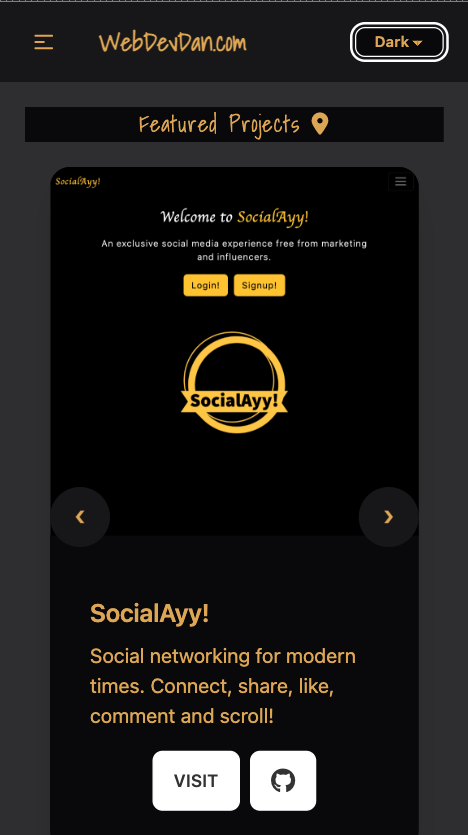 WebDevDan.com
Dark
Featured Projects
SocialAyy!
Welcome to SocialAyy!
An exclusive social media experience free from marketing
and influencers.
Login! Signup!
SocialAyy!
SocialAyy!
Social networking for modern
times. Connect, share, like,
comment and scroll!
VISIT